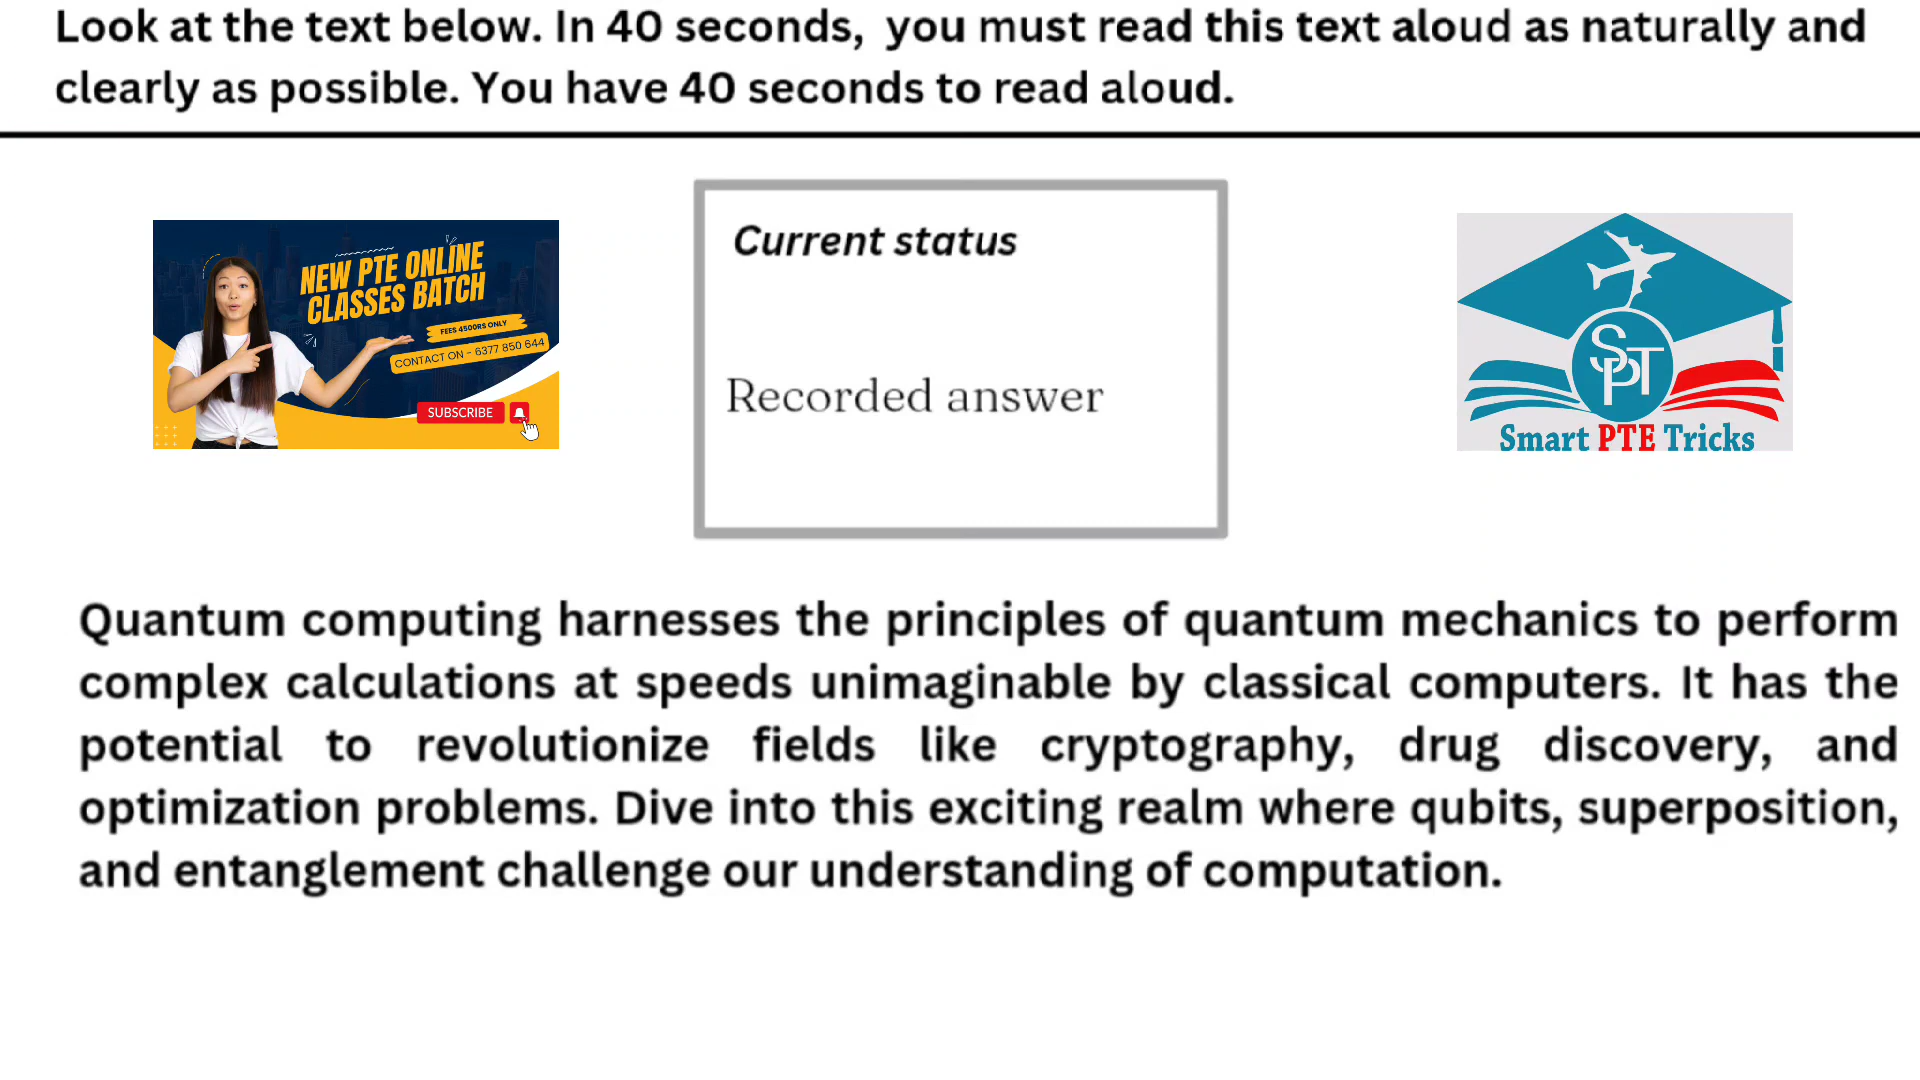 Look at the text below. In 40 seconds, you must read this text aloud as naturally and
clearly as possible. You have 40 seconds to read aloud.
NEW PTE ONLINE
CLASSES BATCH
FEES 4500RS ONLY
CONTACT ON - 6377 850 644
SUBSCRIBE
Current status
Recorded answer
SPT
Smart PTE Tricks
Quantum computing harnesses the principles of quantum mechanics to perform
complex calculations at speeds unimaginable by classical computers. It has the
potential to revolutionize fields like cryptography, drug discovery, and
optimization problems. Dive into this exciting realm where qubits, superposition,
and entanglement challenge our understanding of computation.